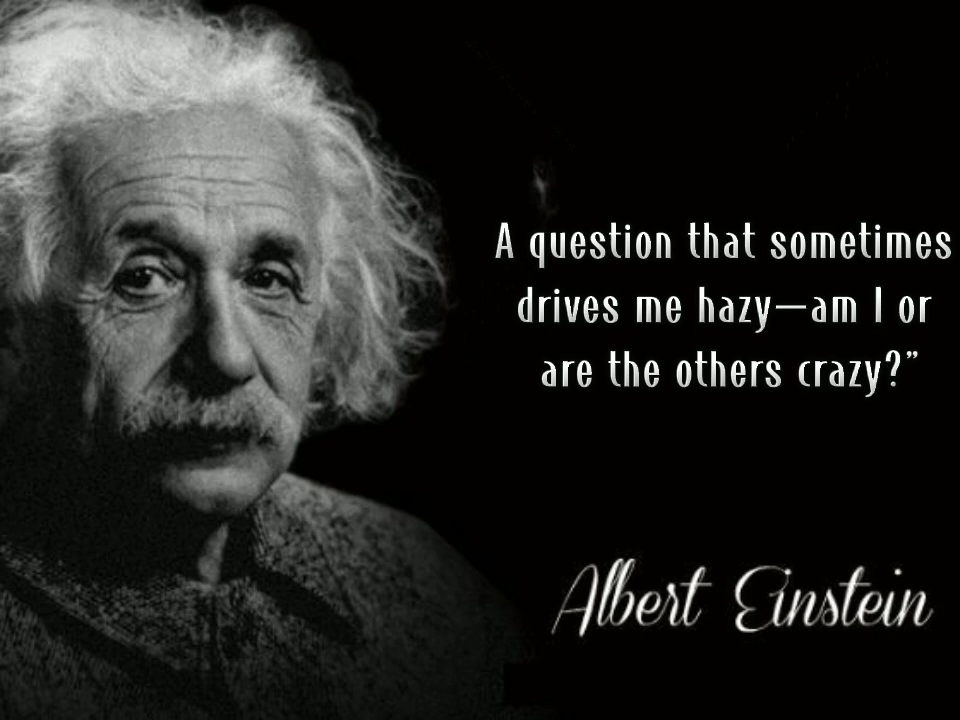 A question that sometimes
drives me hazy—am I or
are the others crazy?”
Albert Einstein